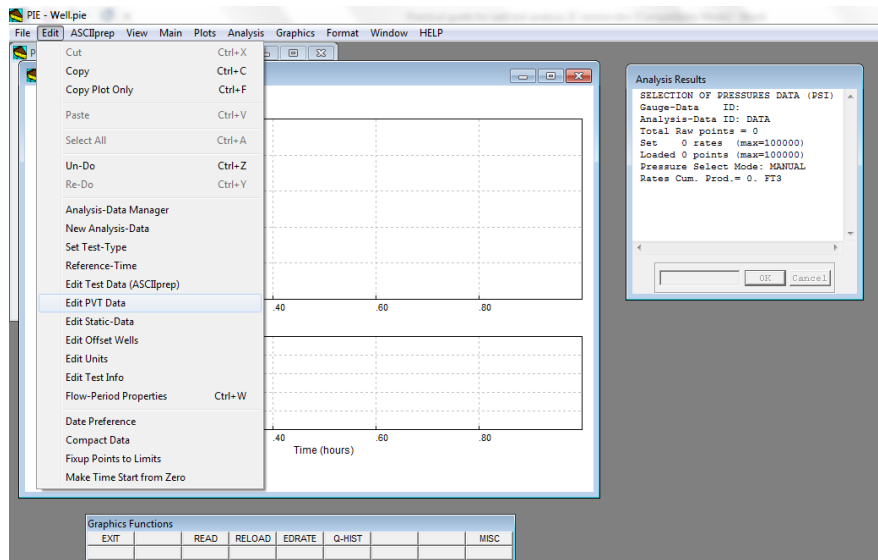 PIE - Well.pie
File Edit ASCIIprep View Main Plots Analysis Graphics Format Window HELP
P
Cut Ctrl+X
Copy Ctrl+C
Copy Plot Only Ctrl+F
Paste Ctrl+V
Select All Ctrl+A
Un-Do Ctrl+Z
Re-Do Ctrl+Y
Analysis-Data Manager
New Analysis-Data
Set Test-Type
Reference-Time
Edit Test Data (ASCIIprep)
Edit PVT Data
Edit Static-Data
Edit Offset Wells
Edit Units
Edit Test Info
Flow-Period Properties Ctrl+W
Date Preference
Compact Data
Fixup Points to Limits
Make Time Start from Zero
.40 .60 .80
.40 .60 .80
Time (hours)
Analysis Results
SELECTION OF PRESSURES DATA (PSI)
Gauge-Data ID:
Analysis-Data ID: DATA
Total Raw points = 0
Set 0 rates (max=100000)
Loaded 0 points (max=100000)
Pressure Select Mode: MANUAL
Rates Cum. Prod.= 0. FT3
OK Cancel
Graphics Functions
EXIT READ RELOAD EDRATE Q-HIST MISC